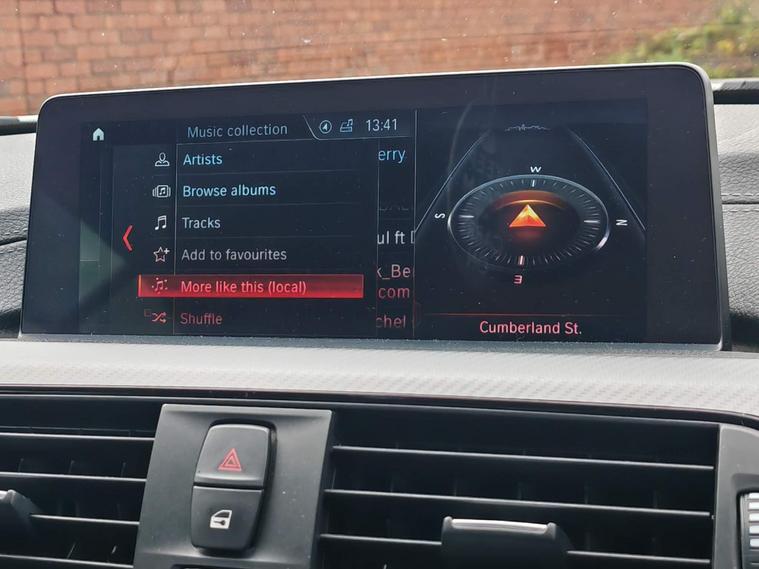 Music collection
13:41
Artists
erry
Browse albums
Tracks
ul ft
Add to favourites
k_Be
More like this (local)
com
Shuffle
chel
W
S
N
E
Cumberland St.